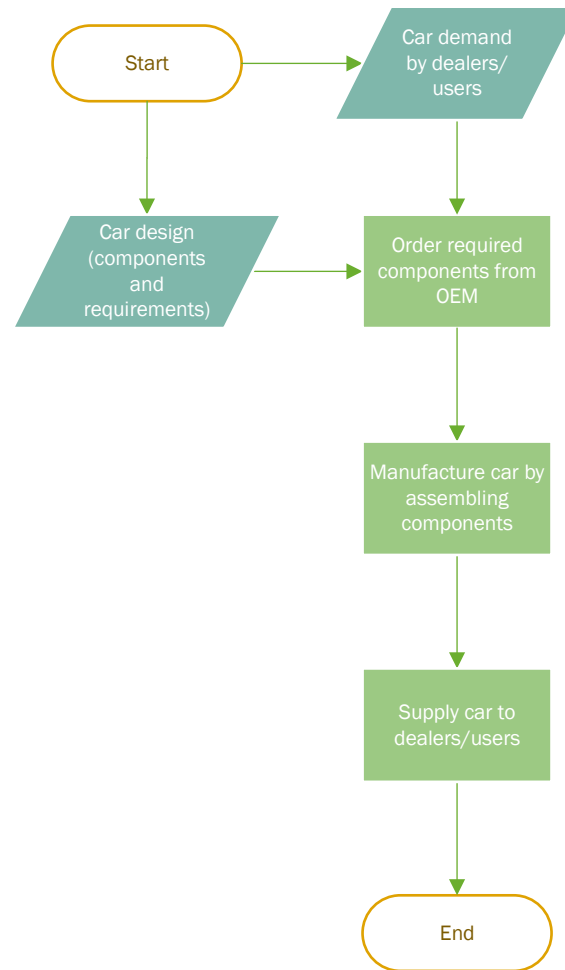 Start
Car demand
by dealers/
users
Car design
(components
and
requirements)
Order required
components from
OEM
Manufacture car by
assembling
components
Supply car to
dealers/users
End